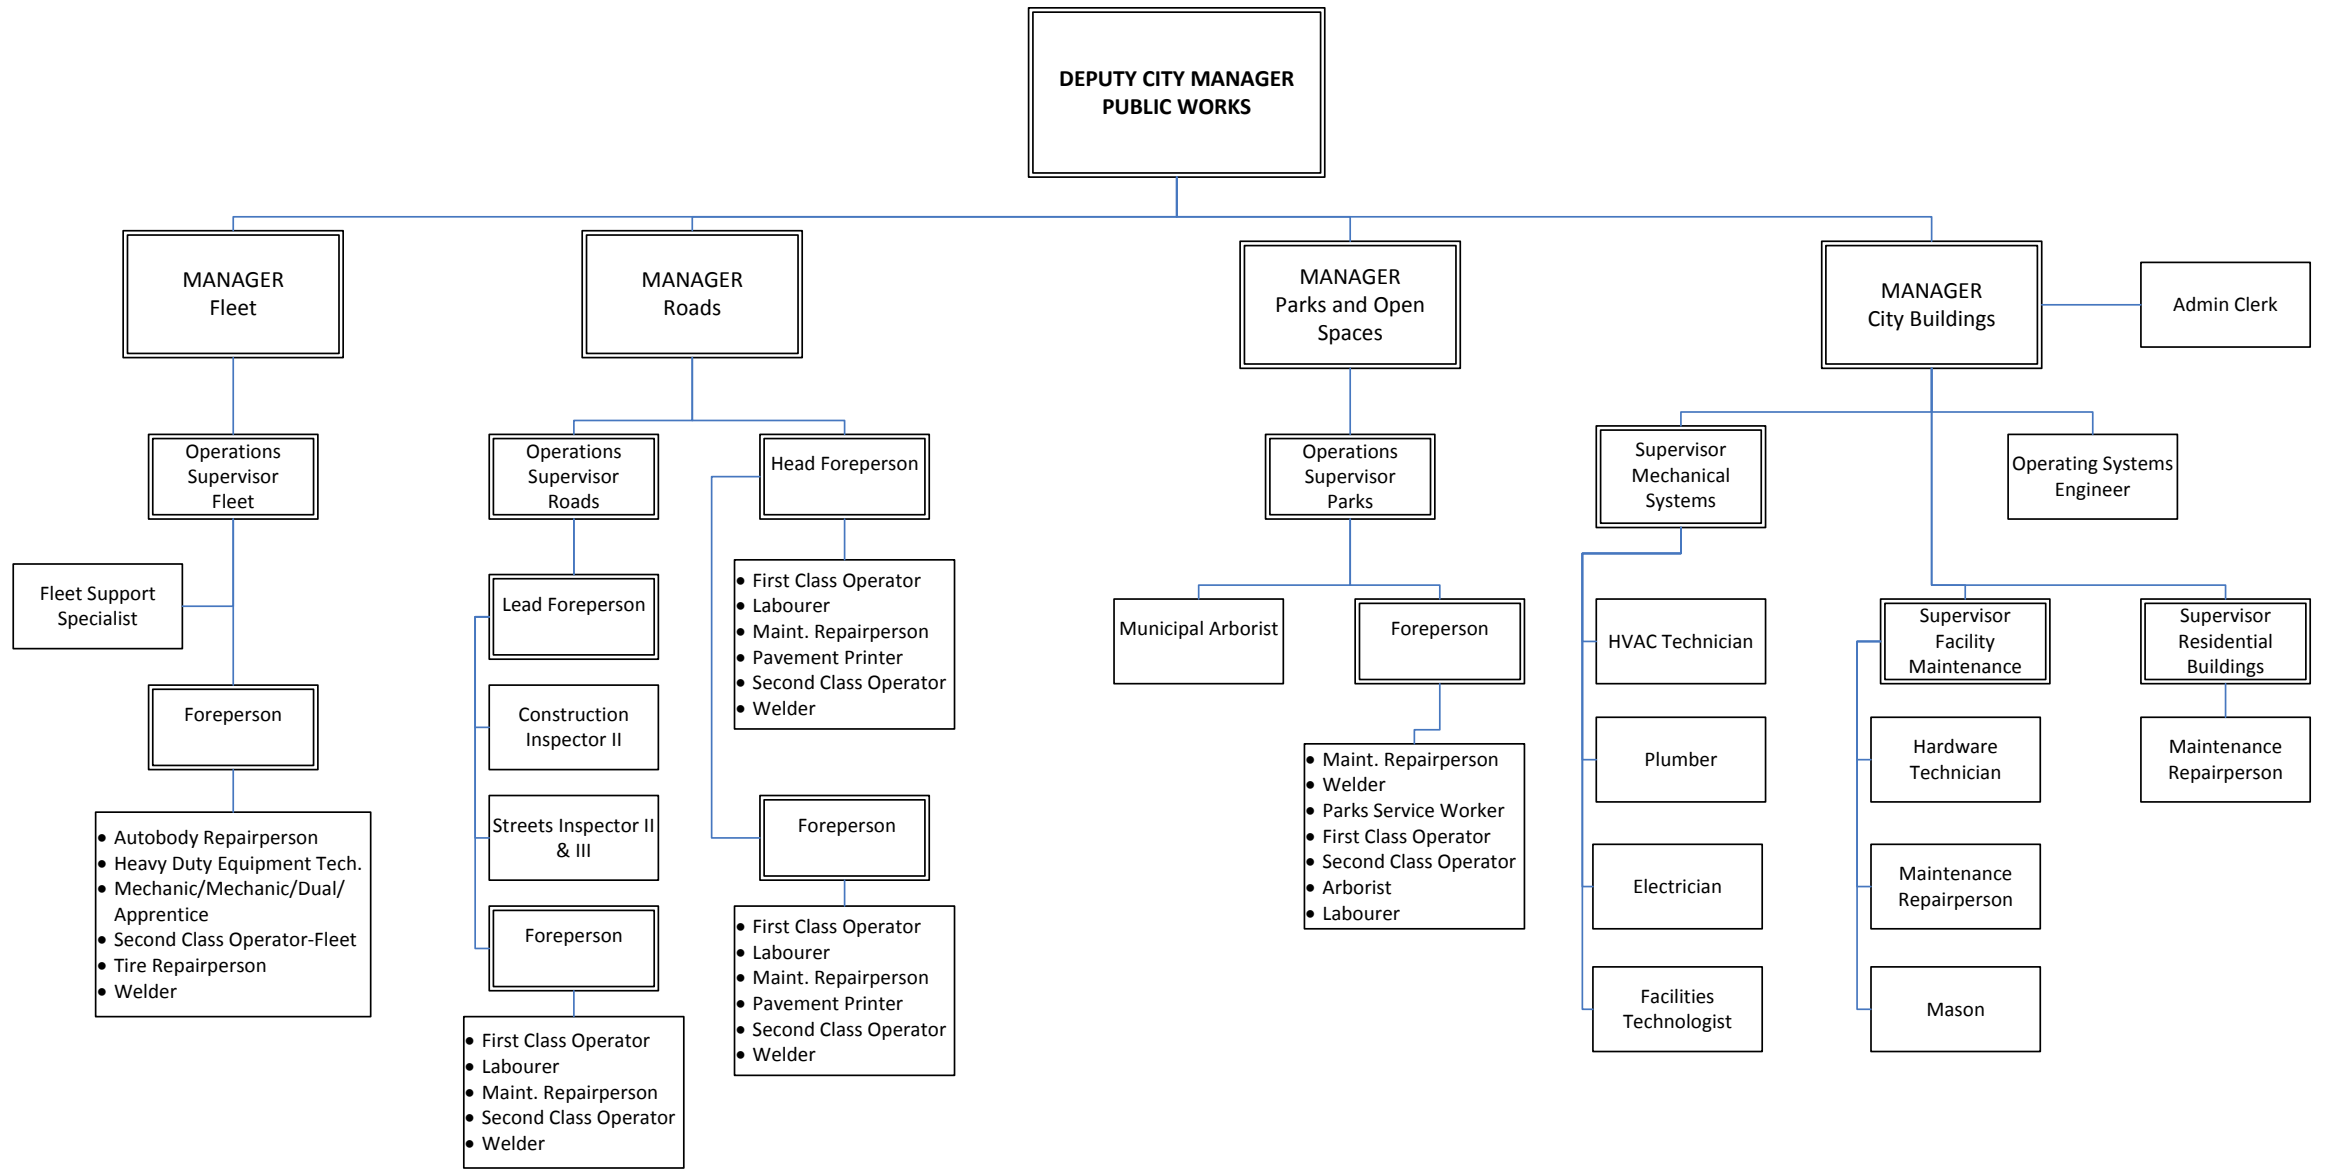 DEPUTY CITY MANAGER
PUBLIC WORKS
MANAGER
Fleet
MANAGER
Roads
MANAGER
Parks and Open
Spaces
MANAGER
City Buildings
Admin Clerk
Operations
Supervisor
Fleet
Operations
Supervisor
Roads
Head Foreperson
Operations
Supervisor
Parks
Supervisor
Mechanical
Systems
Operating Systems
Engineer
Fleet Support
Specialist
Lead Foreperson
• First Class Operator
• Labourer
• Maint. Repairperson
• Pavement Printer
• Second Class Operator
• Welder
Municipal Arborist
Foreperson
HVAC Technician
Supervisor
Facility
Maintenance
Supervisor
Residential
Buildings
Foreperson
Construction
Inspector II
• Maint. Repairperson
• Welder
• Parks Service Worker
• First Class Operator
• Second Class Operator
• Arborist
• Labourer
Plumber
Hardware
Technician
Maintenance
Repairperson
• Autobody Repairperson
• Heavy Duty Equipment Tech.
• Mechanic/Mechanic/Dual/
Apprentice
• Second Class Operator-Fleet
• Tire Repairperson
• Welder
Streets Inspector II
& III
Foreperson
Electrician
Maintenance
Repairperson
Foreperson
• First Class Operator
• Labourer
• Maint. Repairperson
• Pavement Printer
• Second Class Operator
• Welder
Facilities
Technologist
Mason
• First Class Operator
• Labourer
• Maint. Repairperson
• Second Class Operator
• Welder